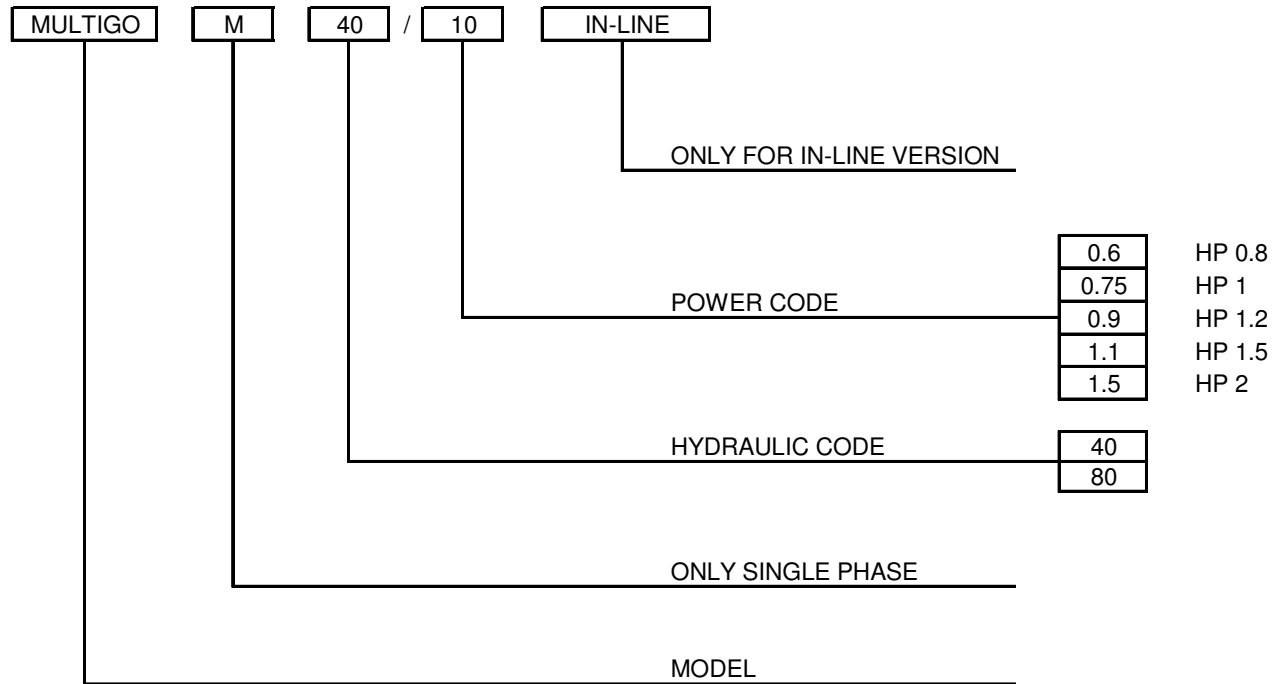 MULTIGO M 40 / 10 IN-LINE
ONLY FOR IN-LINE VERSION
0.6 HP 0.8
0.75 HP 1
POWER CODE
0.9 HP 1.2
1.1 HP 1.5
1.5 HP 2
HYDRAULIC CODE 40
80
ONLY SINGLE PHASE
MODEL